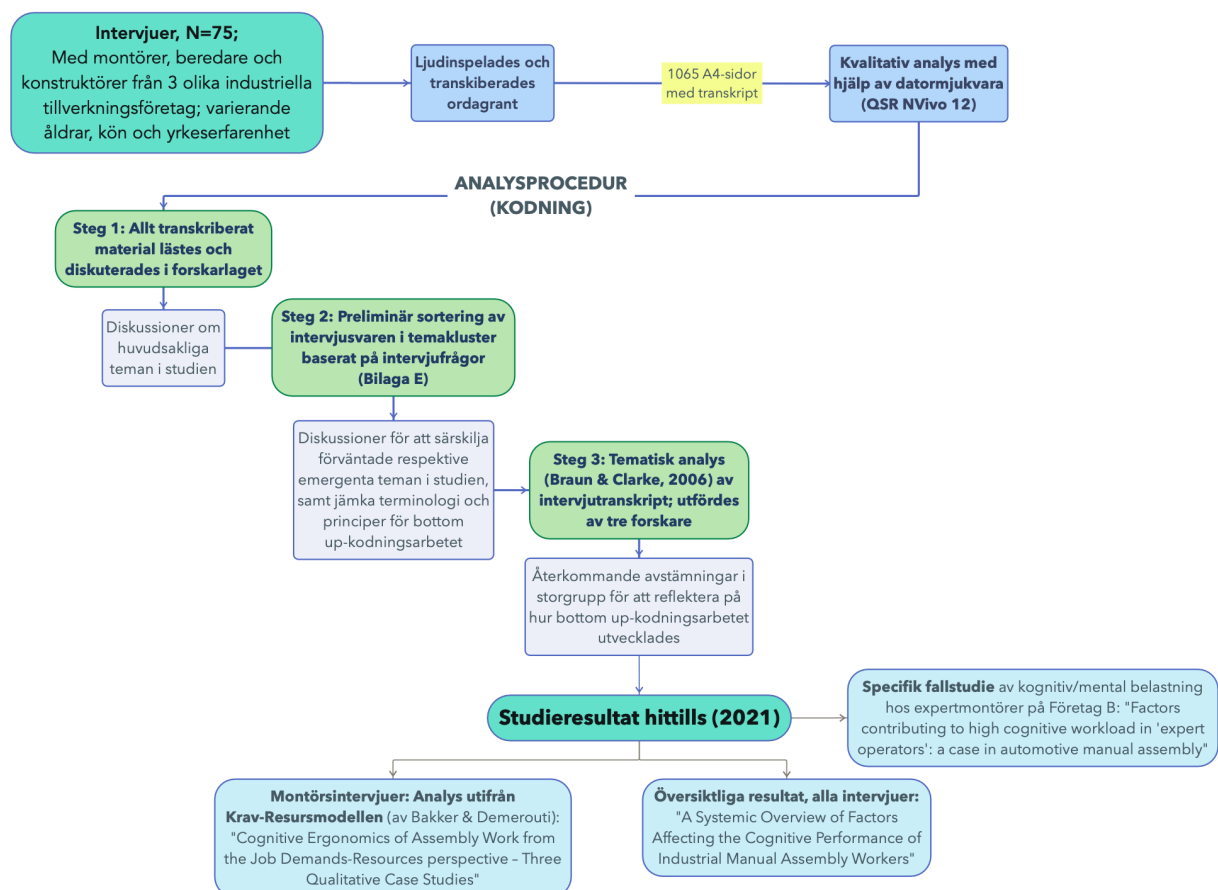 Intervjuer, N=75;
Med montörer, beredare och
konstruktörer från 3 olika industriella
tillverkningsföretag; varierande
åldrar, kön och yrkeserfarenhet
Ljudinspelades och
transkiberades
ordagrant
1065 A4-sidor
med transkript
Kvalitativ analys med
hjälp av datormjukvara
(QSR NVivo 12)
ANALYSPROCEDUR
(KODNING)
Steg 1: Allt transkriberat
material lästes och
diskuterades i forskarlaget
Diskussioner om
huvudsakliga
teman i studien
Steg 2: Preliminär sortering av
intervjusvaren i temakluster
baserat på intervjufrågor
(Bilaga E)
Diskussioner för att särskilja
förväntade respektive
emergenta teman i studien,
samt jämka terminologi och
principer för bottom
up-kodningsarbetet
Steg 3: Tematisk analys
(Braun & Clarke, 2006) av
intervjutranskript; utfördes
av tre forskare
Återkommande avstämningar i
storgrupp för att reflektera på
hur bottom up-kodningsarbetet
utvecklades
Studieresultat hittills (2021)
Specifik fallstudie av kognitiv/mental belastning
hos expertmontörer på Företag B: "Factors
contributing to high cognitive workload in 'expert
operators': a case in automotive manual assembly"
Montörsintervjuer: Analys utifrån
Krav-Resursmodellen (av Bakker & Demerouti):
"Cognitive Ergonomics of Assembly Work from
the Job Demands-Resources perspective – Three
Qualitative Case Studies"
Översiktliga resultat, alla intervjuer:
"A Systemic Overview of Factors
Affecting the Cognitive Performance of
Industrial Manual Assembly Workers"